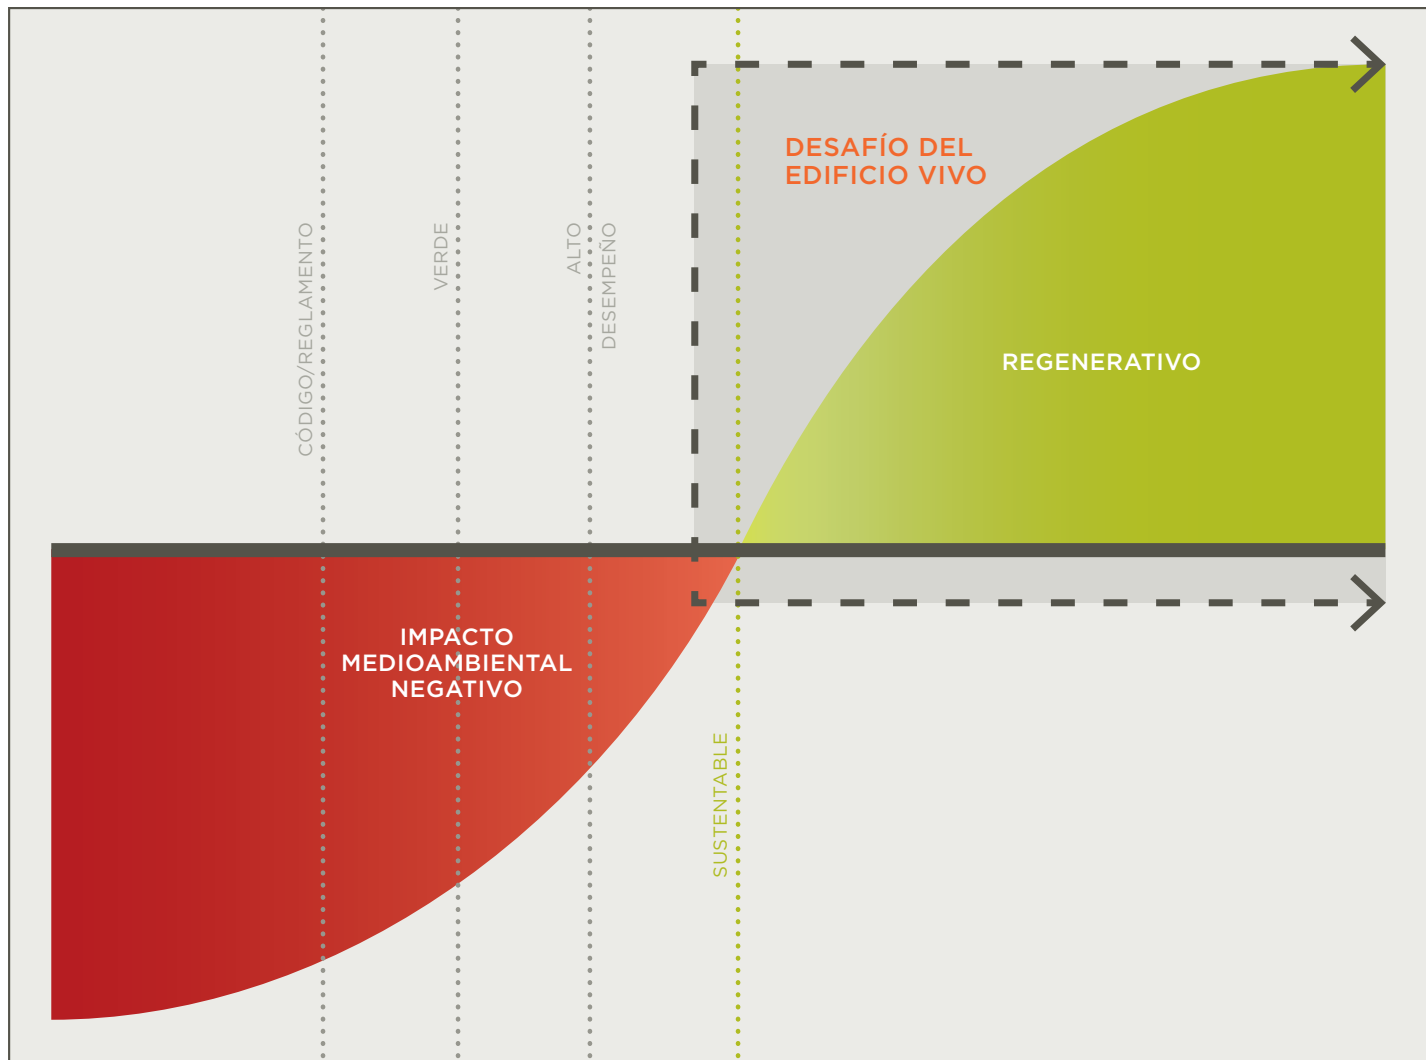 DESAFÍO DEL
EDIFICIO VIVO
CÓDIGO/REGLAMENTO
VERDE
ALTO
DESEMPEÑO
REGENERATIVO
IMPACTO
MEDIOAMBIENTAL
NEGATIVO
SUSTENTABLE